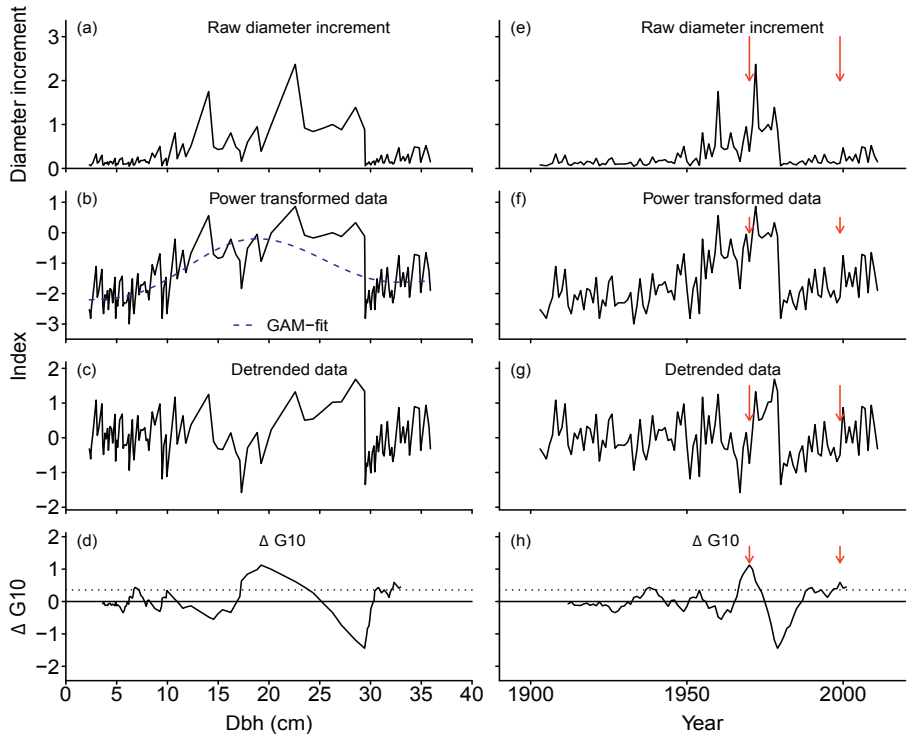 (a) Raw diameter increment
Diameter increment
3
2
1
0
(b) Power transformed data
1
0
−1
−2
−3
GAM−fit
Index
(c) Detrended data
2
1
0
−1
−2
(d) Δ G10
Δ G10
2
1
0
−1
−2
0 5 10 15 20 25 30 35 40
Dbh (cm)
(e) Raw diameter increment
(f) Power transformed data
(g) Detrended data
(h) Δ G10
1900 1950 2000
Year